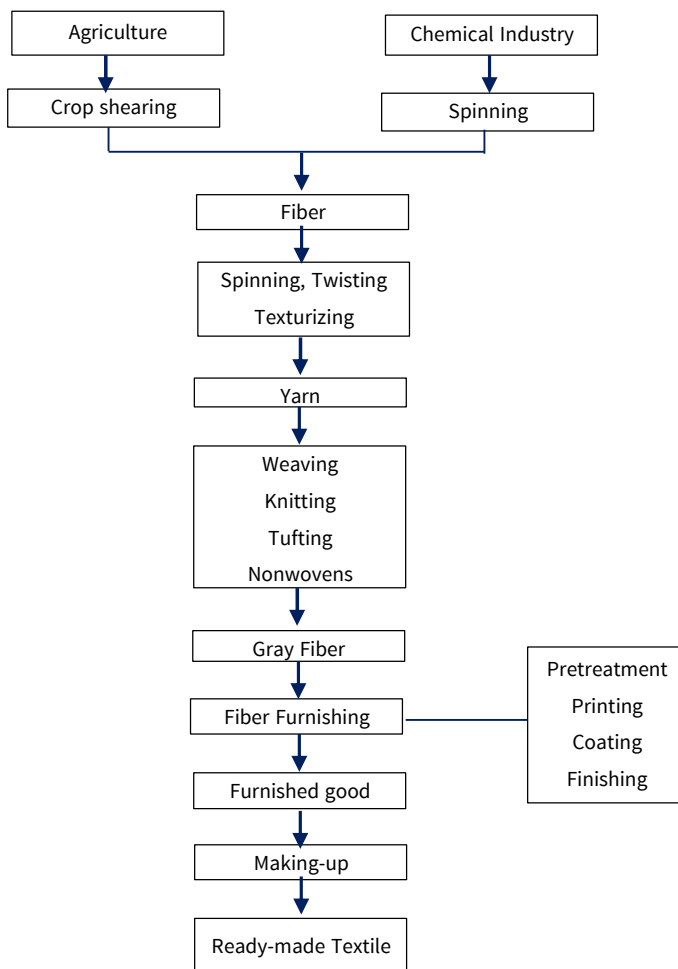 Agriculture
Chemical Industry
Crop shearing
Spinning
Fiber
Spinning, Twisting
Texturizing
Yarn
Weaving
Knitting
Tufting
Nonwovens
Gray Fiber
Fiber Furnishing
Pretreatment
Printing
Coating
Finishing
Furnished good
Making-up
Ready-made Textile